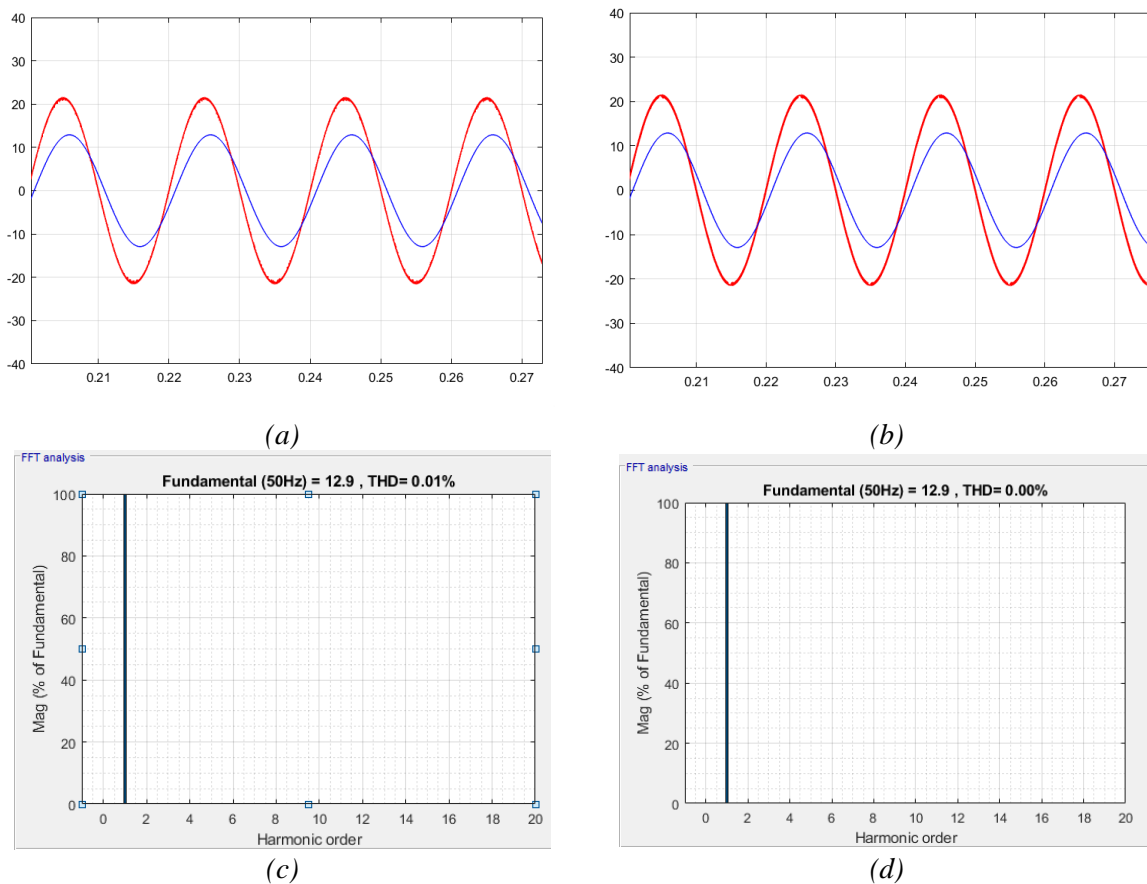 40
30
20
10
0
-10
-20
-30
-40
0.21 0.22 0.23 0.24 0.25 0.26 0.27
(a)
40
30
20
10
0
-10
-20
-30
-40
0.21 0.22 0.23 0.24 0.25 0.26 0.27
(b)
FFT analysis
Fundamental (50Hz) = 12.9 , THD= 0.01%
Mag (% of Fundamental)
100
80
60
40
20
0
0 2 4 6 8 10 12 14 16 18 20
Harmonic order
(c)
FFT analysis
Fundamental (50Hz) = 12.9 , THD= 0.00%
Mag (% of Fundamental)
100
80
60
40
20
0
0 2 4 6 8 10 12 14 16 18 20
Harmonic order
(d)